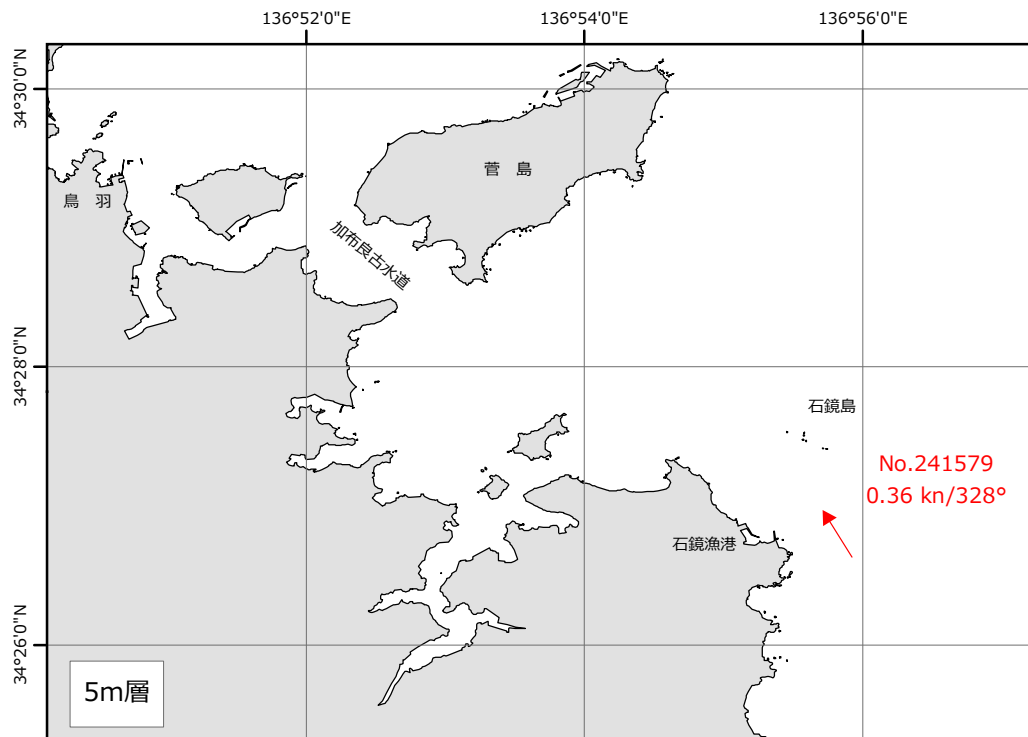 136°52'0"E
136°54'0"E
136°56'0"E
34°30'0"N
菅 島
鳥 羽
加布良古水道
34°28'0"N
石鏡島
No.241579
0.36 kn/328°
石鏡漁港
34°26'0"N
5m層